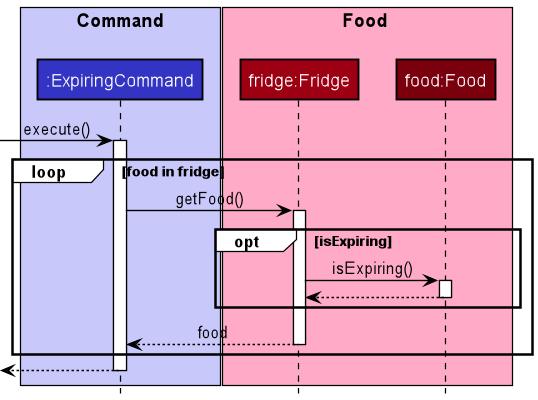 Command
Food
:ExpiringCommand
fridge:Fridge
food:Food
execute()
loop
[food in fridge]
getFood()
opt
[isExpiring]
isExpiring()
food